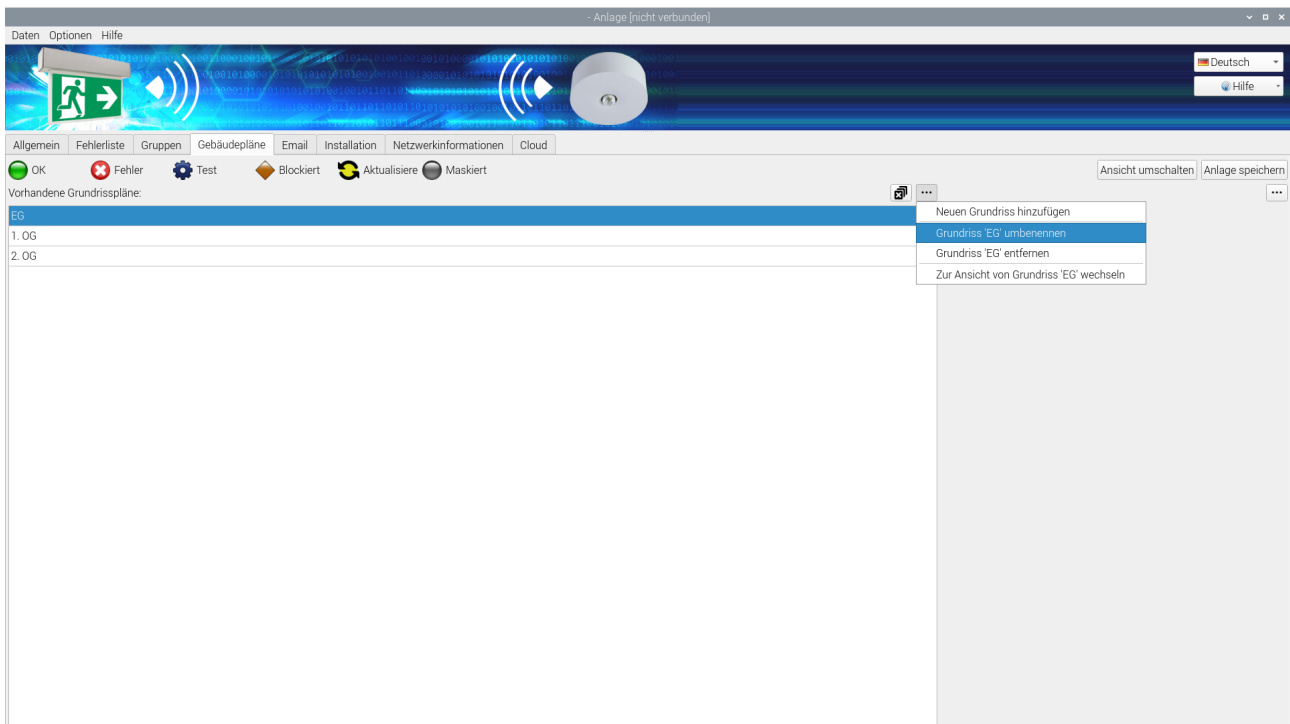 - Anlage [nicht verbunden]
Daten Optionen Hilfe
Deutsch
Hilfe
Allgemein Fehlerliste Gruppen Gebäudepläne Email Installation Netzwerkinformationen Cloud
OK Fehler Test Blockiert Aktualisiere Maskiert Ansicht umschalten Anlage speichern
Vorhandene Grundrisspläne:
EG
1. OG
2. OG
Neuen Grundriss hinzufügen
Grundriss 'EG' umbenennen
Grundriss 'EG' entfernen
Zur Ansicht von Grundriss 'EG' wechseln